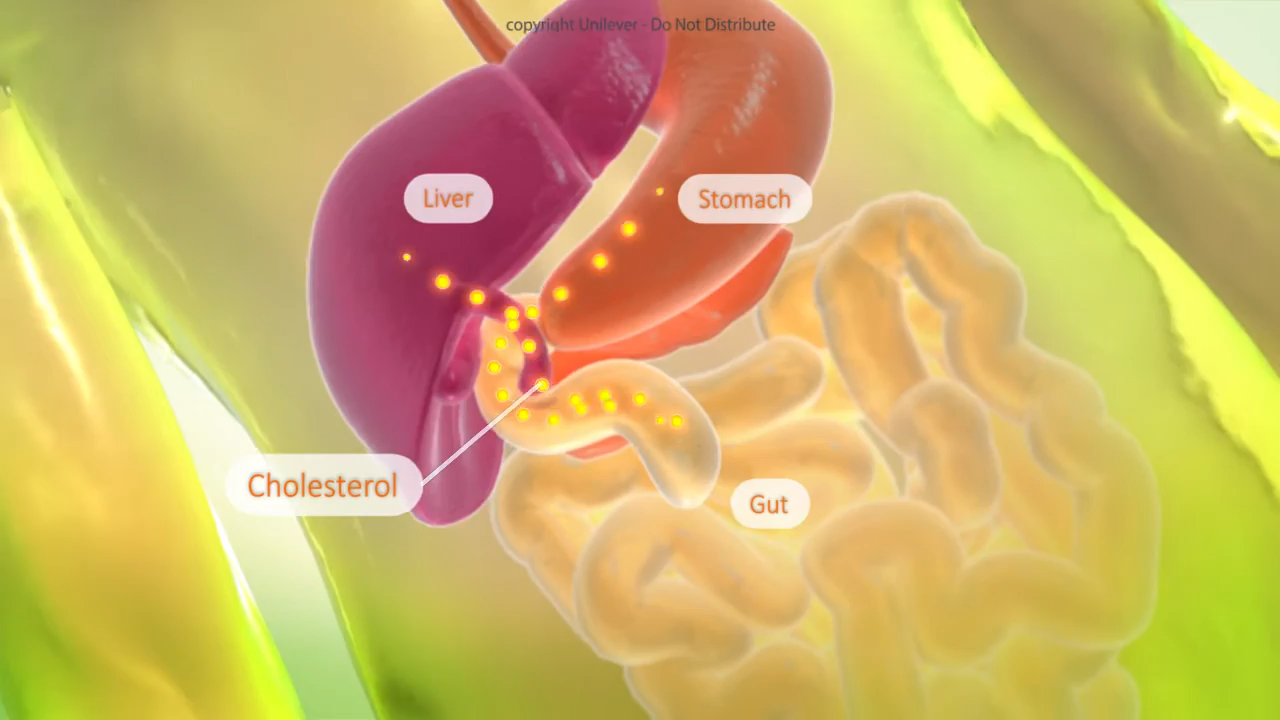 copyright Unilever - Do Not Distribute
Liver
Stomach
Cholesterol
Gut